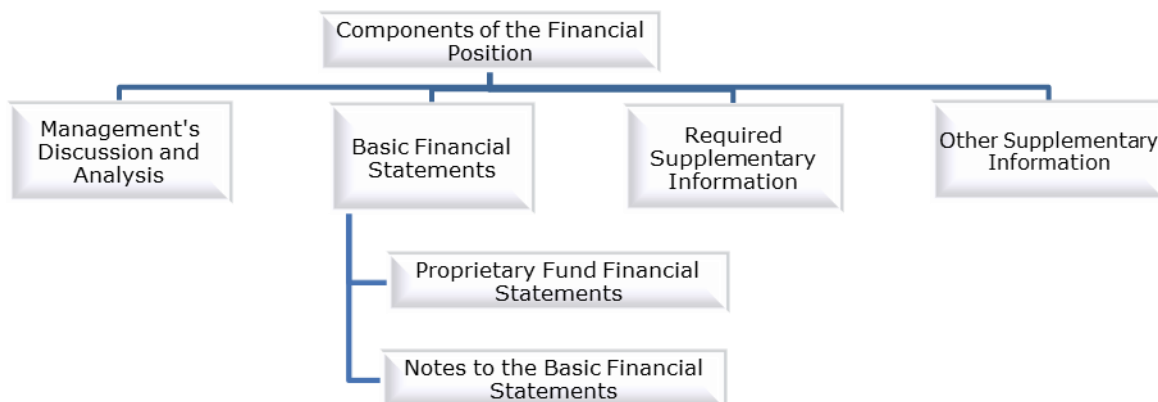 Components of the Financial
Position
Management's
Discussion and
Analysis
Basic Financial
Statements
Required
Supplementary
Information
Other Supplementary
Information
Proprietary Fund Financial
Statements
Notes to the Basic Financial
Statements